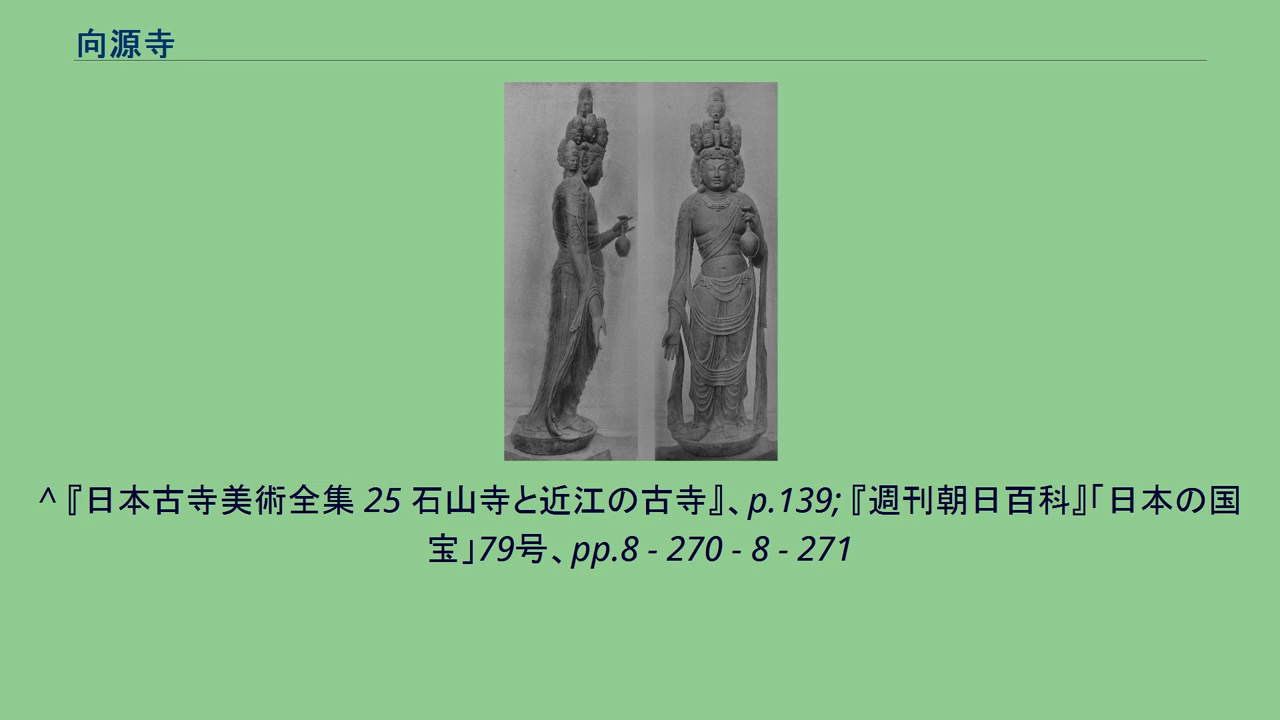 向源寺
^『日本古寺美術全集 25 石山寺と近江の古寺』、p.139;『週刊朝日百科』「日本の国
宝」79号、pp.8 - 270 - 8 - 271